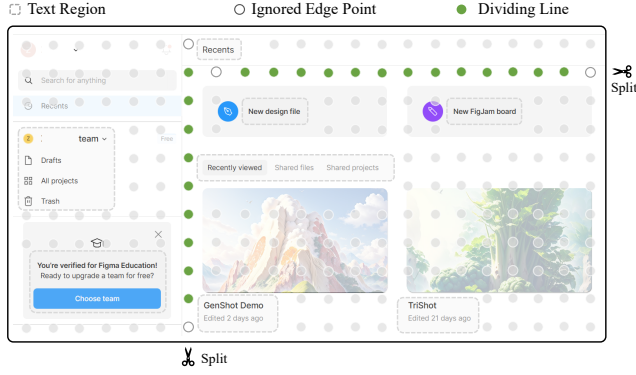 Text Region
Ignored Edge Point
Dividing Line
Recents
Search for anything
Recents
New design file
New FigJam board
Z
team
Free
Drafts
All projects
Trash
Recently viewed Shared files Shared projects
You're verified for Figma Education!
Ready to upgrade a team for free?
Choose team
GenShot Demo
Edited 2 days ago
TriShot
Edited 21 days ago
Split
Split